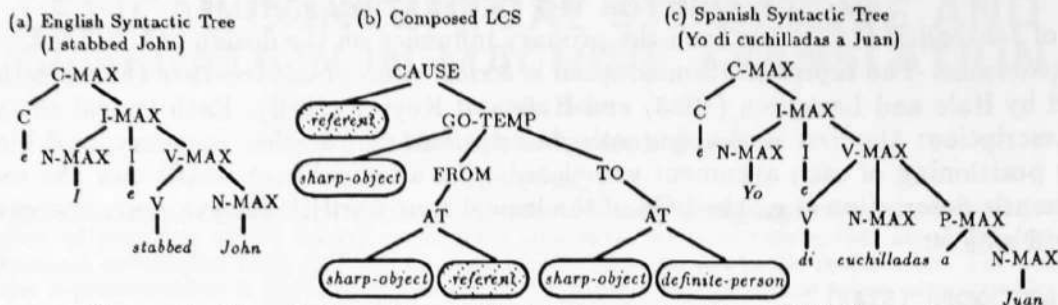 (a) English Syntactic Tree
(I stabbed John)
C-MAX
C I-MAX
e N-MAX I V-MAX
I e V N-MAX
stabbed John
(b) Composed LCS
CAUSE
referent GO-TEMP
sharp-object FROM TO
AT AT
sharp-object referent sharp-object definite-person
(c) Spanish Syntactic Tree
(Yo di cuchilladas a Juan)
C-MAX
C I-MAX
e N-MAX I V-MAX
Yo e V N-MAX P-MAX
di cuchilladas a N-MAX
Juan